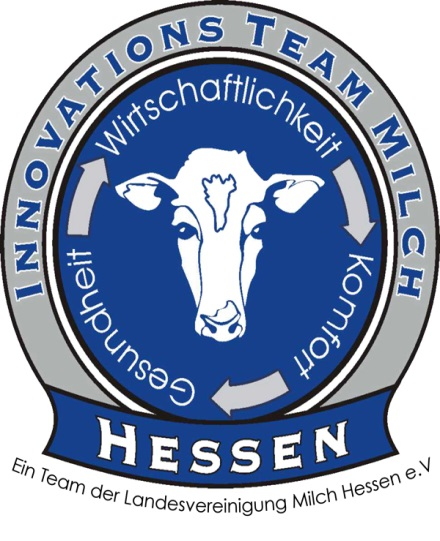 INNOVATIONS TEAM MILCH
Wirtschaftlichkeit
Komfort
Gesundheit
HESSEN
Ein Team der Landesvereinigung Milch Hessen e.V